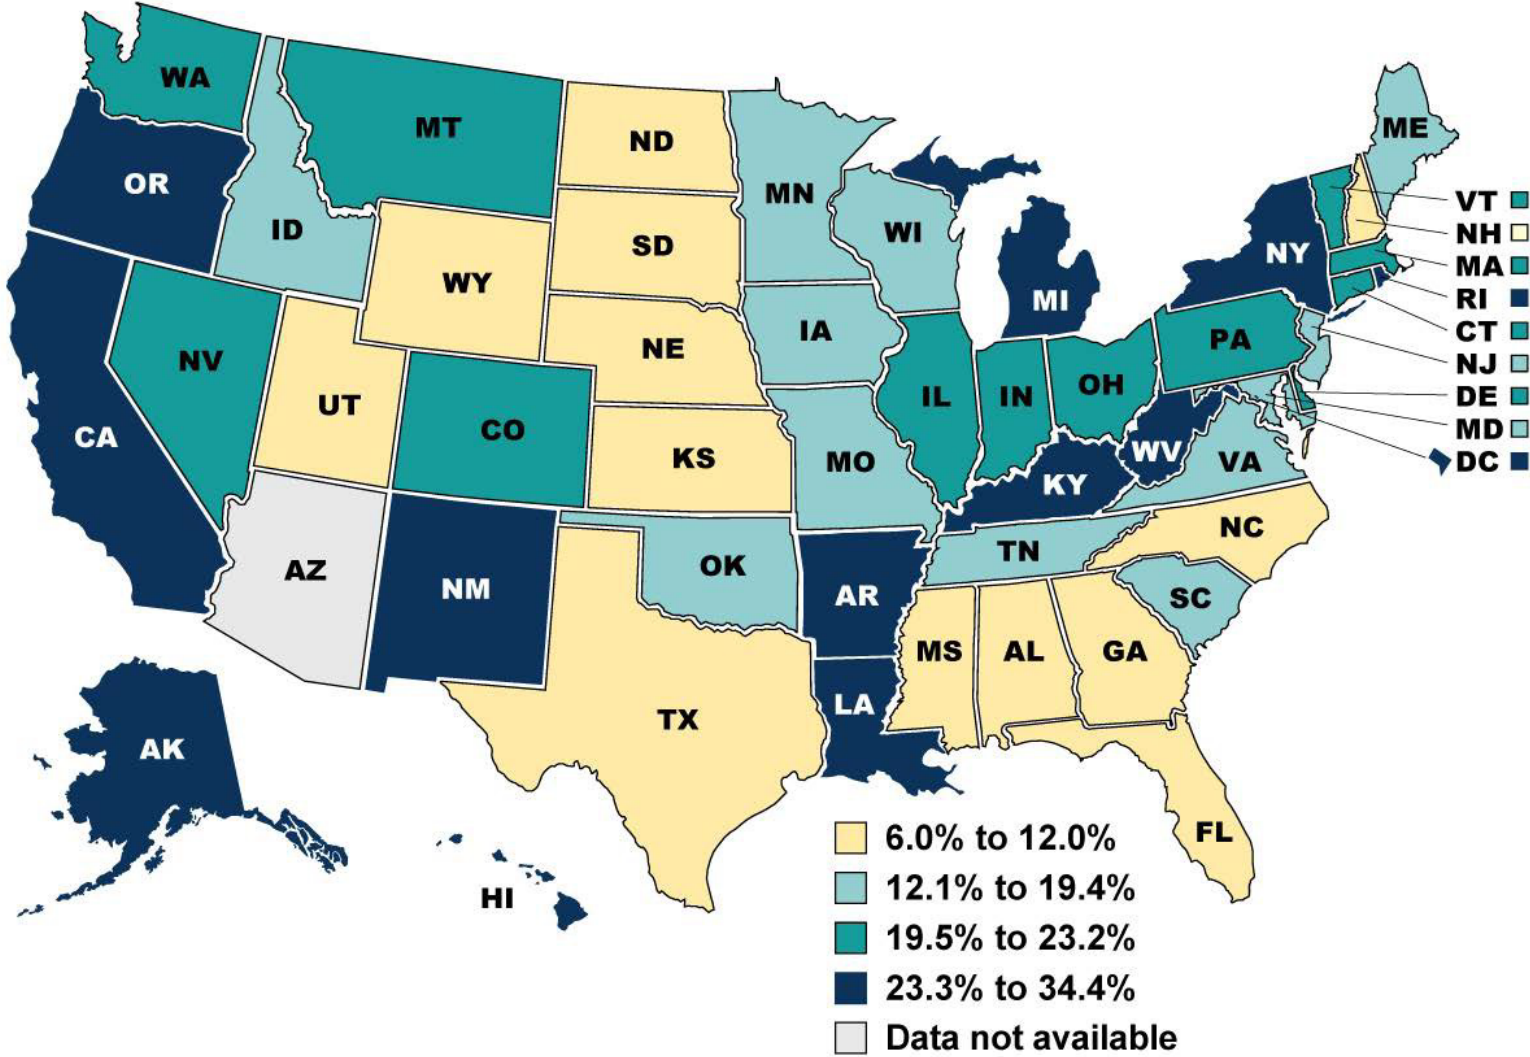 WA
MT
ND
MN
ME
OR
ID
SD
WI
VT
NH
NY
MA
WY
MI
RI
CT
NV
NE
IA
PA
NJ
UT
IL
IN
OH
DE
CA
CO
KS
MO
WV
VA
MD
DC
KY
AZ
NM
OK
TN
NC
AR
SC
MS
AL
GA
TX
LA
AK
FL
HI
6.0% to 12.0%
12.1% to 19.4%
19.5% to 23.2%
23.3% to 34.4%
Data not available